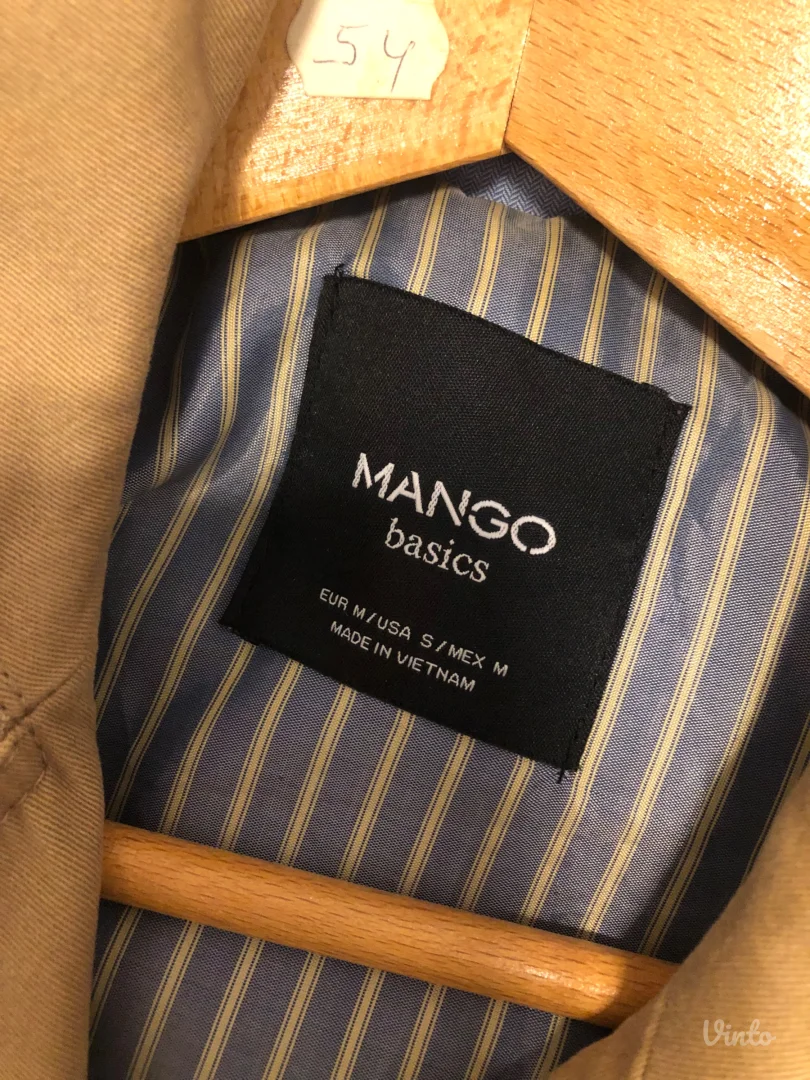 54
MANGO
basics
EUR M/USA S/MEX M
MADE IN VIETNAM
Vinto